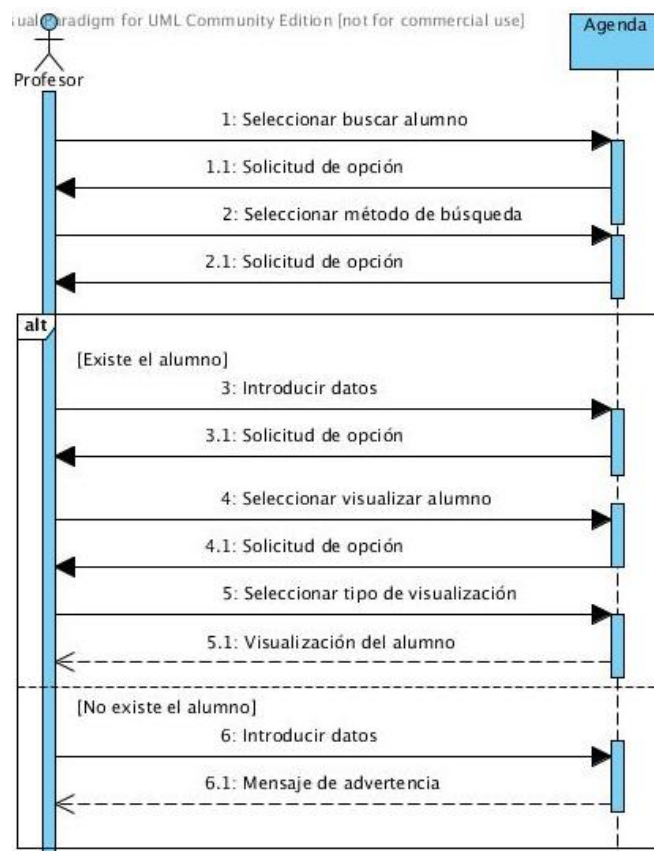 ual Paradigm for UML Community Edition [not for commercial use]
Agenda
Profesor
1: Seleccionar buscar alumno
1.1: Solicitud de opción
2: Seleccionar método de búsqueda
2.1: Solicitud de opción
alt
[Existe el alumno]
3: Introducir datos
3.1: Solicitud de opción
4: Seleccionar visualizar alumno
4.1: Solicitud de opción
5: Seleccionar tipo de visualización
5.1: Visualización del alumno
[No existe el alumno]
6: Introducir datos
6.1: Mensaje de advertencia